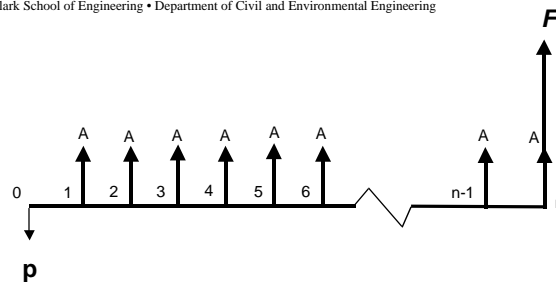 lark School of Engineering • Department of Civil and Environmental Engineering
F
A A A A A A A A
0 1 2 3 4 5 6 n-1
p